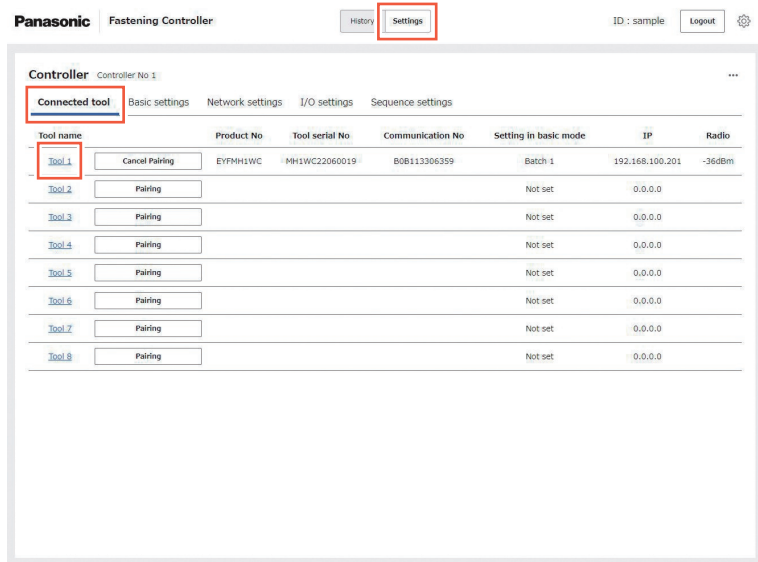 Panasonic Fastening Controller History Settings ID : sample Logout
Controller Controller No 1 ...
Connected tool Basic settings Network settings I/O settings Sequence settings
Tool name Product No Tool serial No Communication No Setting in basic mode IP Radio
Tool 1 Cancel Pairing EYFMH1WC MH1WC22060019 B0B113306359 Batch 1 192.168.100.201 -36dBm
Tool 2 Pairing Not set 0.0.0.0
Tool 3 Pairing Not set 0.0.0.0
Tool 4 Pairing Not set 0.0.0.0
Tool 5 Pairing Not set 0.0.0.0
Tool 6 Pairing Not set 0.0.0.0
Tool 7 Pairing Not set 0.0.0.0
Tool 8 Pairing Not set 0.0.0.0